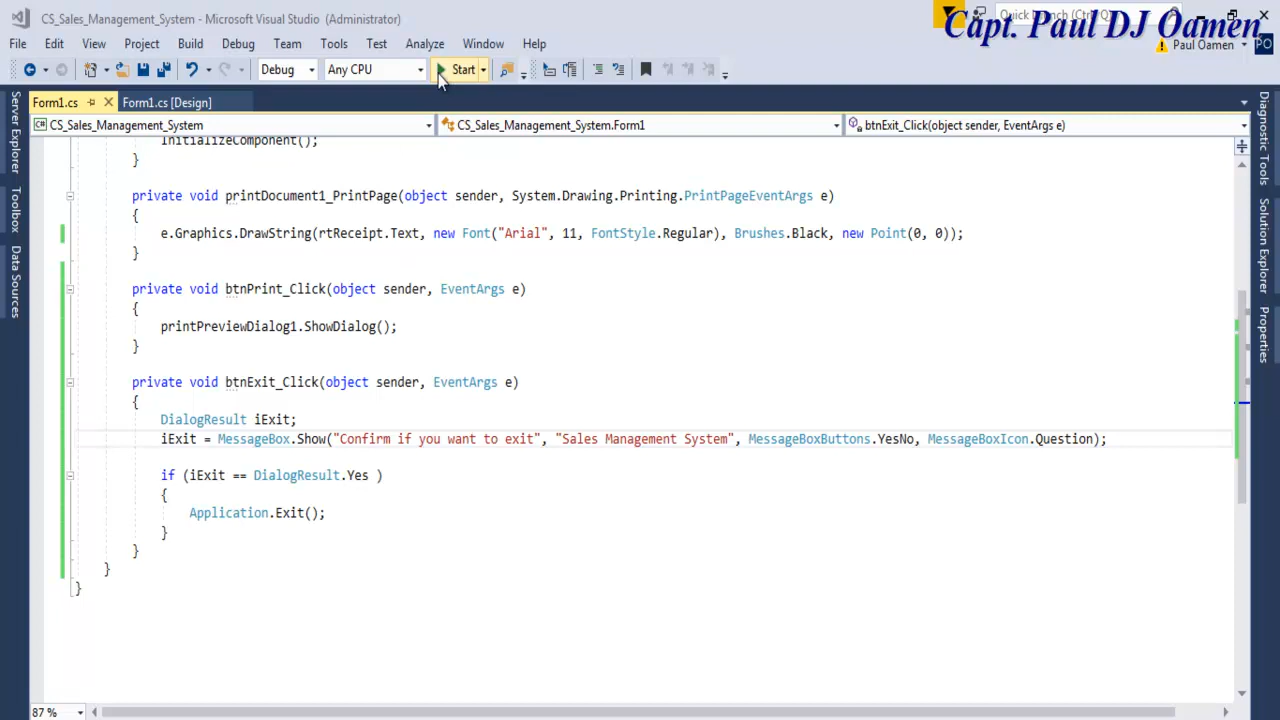 CS_Sales_Management_System - Microsoft Visual Studio (Administrator)
Quick Launch (Ctrl+Q)
Capt. Paul DJ Oamen
File Edit View Project Build Debug Team Tools Test Analyze Window Help
Paul Oamen PO
Debug Any CPU Start
Form1.cs Form1.cs [Design]
CS_Sales_Management_System CS_Sales_Management_System.Form1 btnExit_Click(object sender, EventArgs e)
Server Explorer
Toolbox
Data Sources
InitializeComponent();
}
private void printDocument1_PrintPage(object sender, System.Drawing.Printing.PrintPageEventArgs e)
{
e.Graphics.DrawString(rtReceipt.Text, new Font("Arial", 11, FontStyle.Regular), Brushes.Black, new Point(0, 0));
}
private void btnPrint_Click(object sender, EventArgs e)
{
printPreviewDialog1.ShowDialog();
}
private void btnExit_Click(object sender, EventArgs e)
{
DialogResult iExit;
iExit = MessageBox.Show("Confirm if you want to exit", "Sales Management System", MessageBoxButtons.YesNo, MessageBoxIcon.Question);
if (iExit == DialogResult.Yes )
{
Application.Exit();
}
}
}
}
Diagnostic Tools
Solution Explorer
Properties
87 %